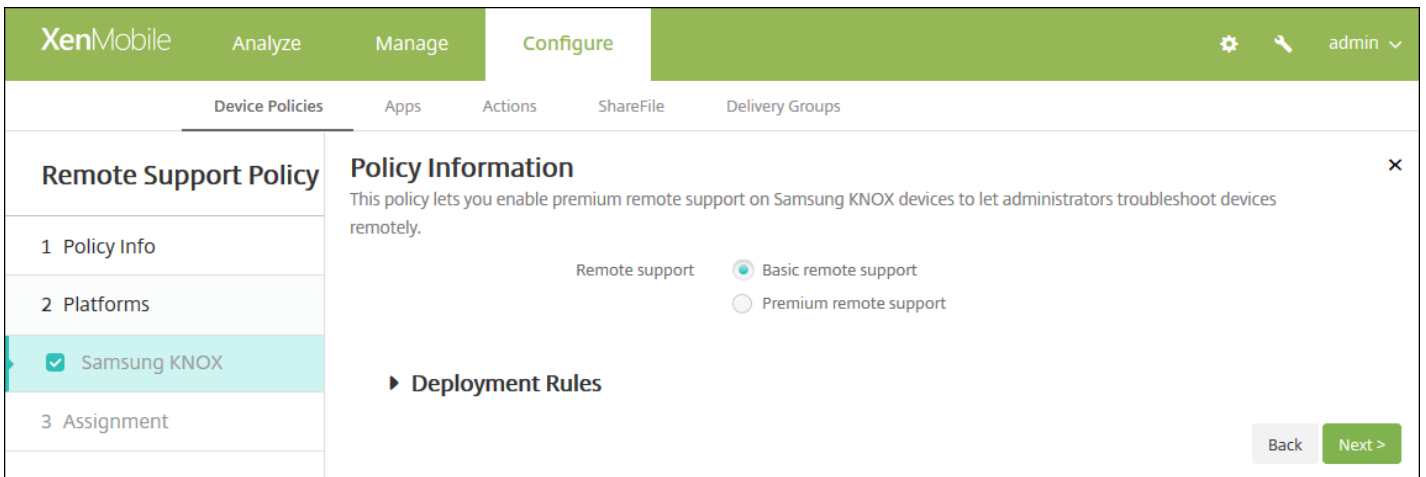 XenMobile Analyze Manage Configure admin
Device Policies Apps Actions ShareFile Delivery Groups
Remote Support Policy
1 Policy Info
2 Platforms
Samsung KNOX
3 Assignment
Policy Information
This policy lets you enable premium remote support on Samsung KNOX devices to let administrators troubleshoot devices
remotely.
Remote support Basic remote support
Premium remote support
Deployment Rules
Back Next >